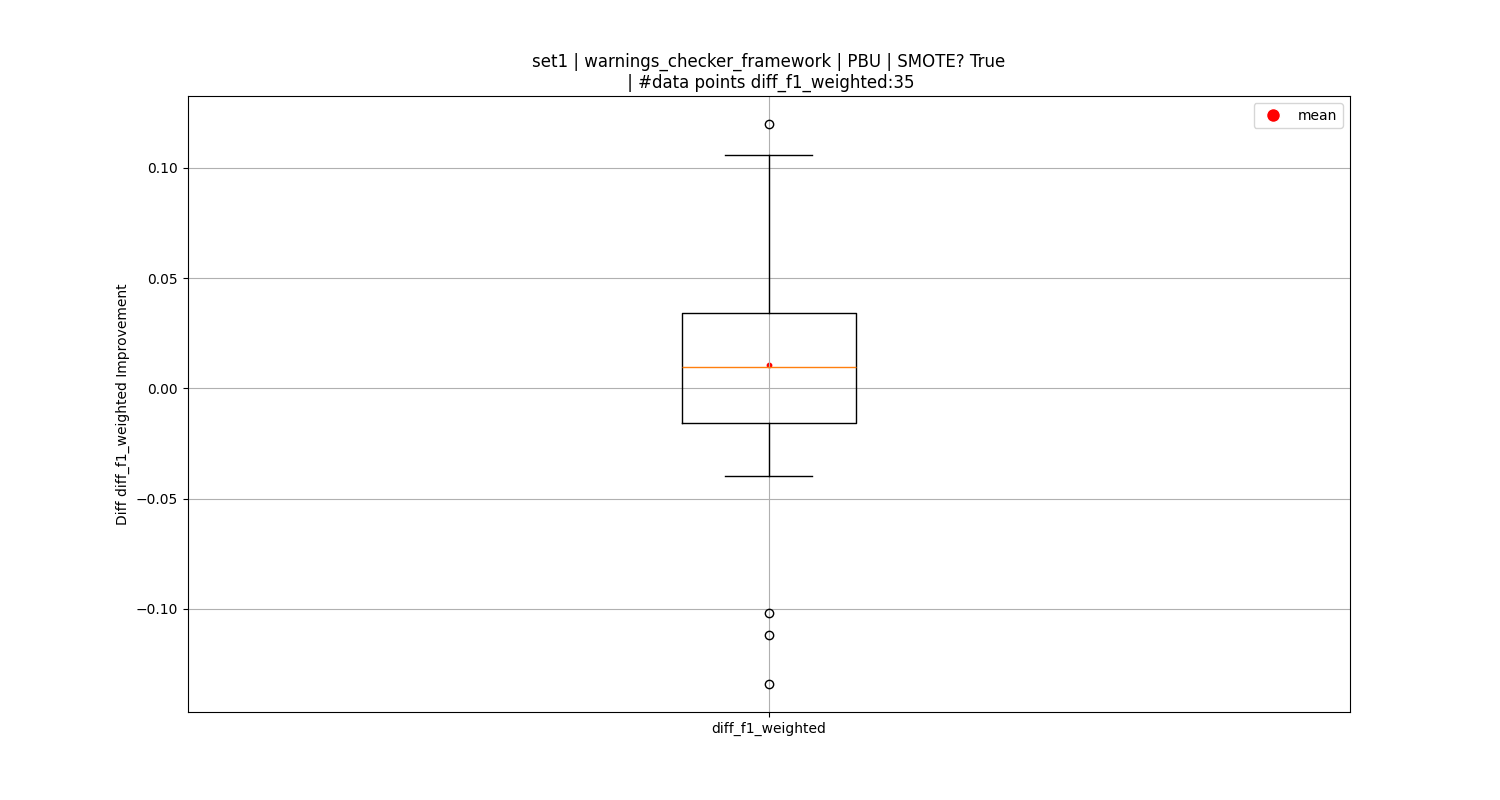 set1 | warnings_checker_framework | PBU | SMOTE? True
| #data points diff_f1_weighted:35
mean
0.10
0.05
0.00
−0.05
−0.10
Diff diff_f1_weighted Improvement
diff_f1_weighted